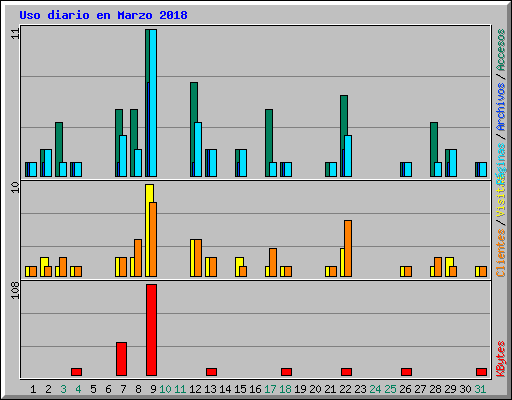 Uso diario en Marzo 2018
11
10
108
Accesos
/
Archivos
/
Páginas
Visitas
/
Clientes
KBytes
1 2 3 4 5 6 7 8 9 10 11 12 13 14 15 16 17 18 19 20 21 22 23 24 25 26 27 28 29 30 31